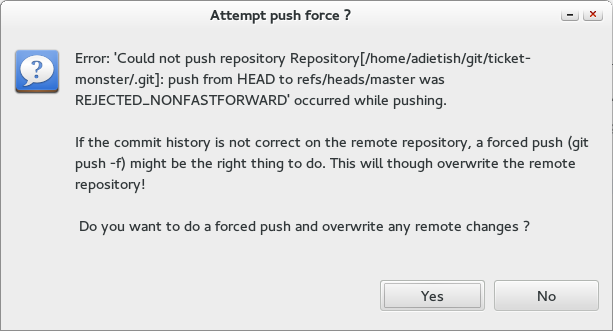 Attempt push force ?
Error: 'Could not push repository Repository[/home/adietish/git/ticket-
monster/.git]: push from HEAD to refs/heads/master was
REJECTED_NONFASTFORWARD' occurred while pushing.
If the commit history is not correct on the remote repository, a forced push (git
push -f) might be the right thing to do. This will though overwrite the remote
repository!
Do you want to do a forced push and overwrite any remote changes ?
Yes
No